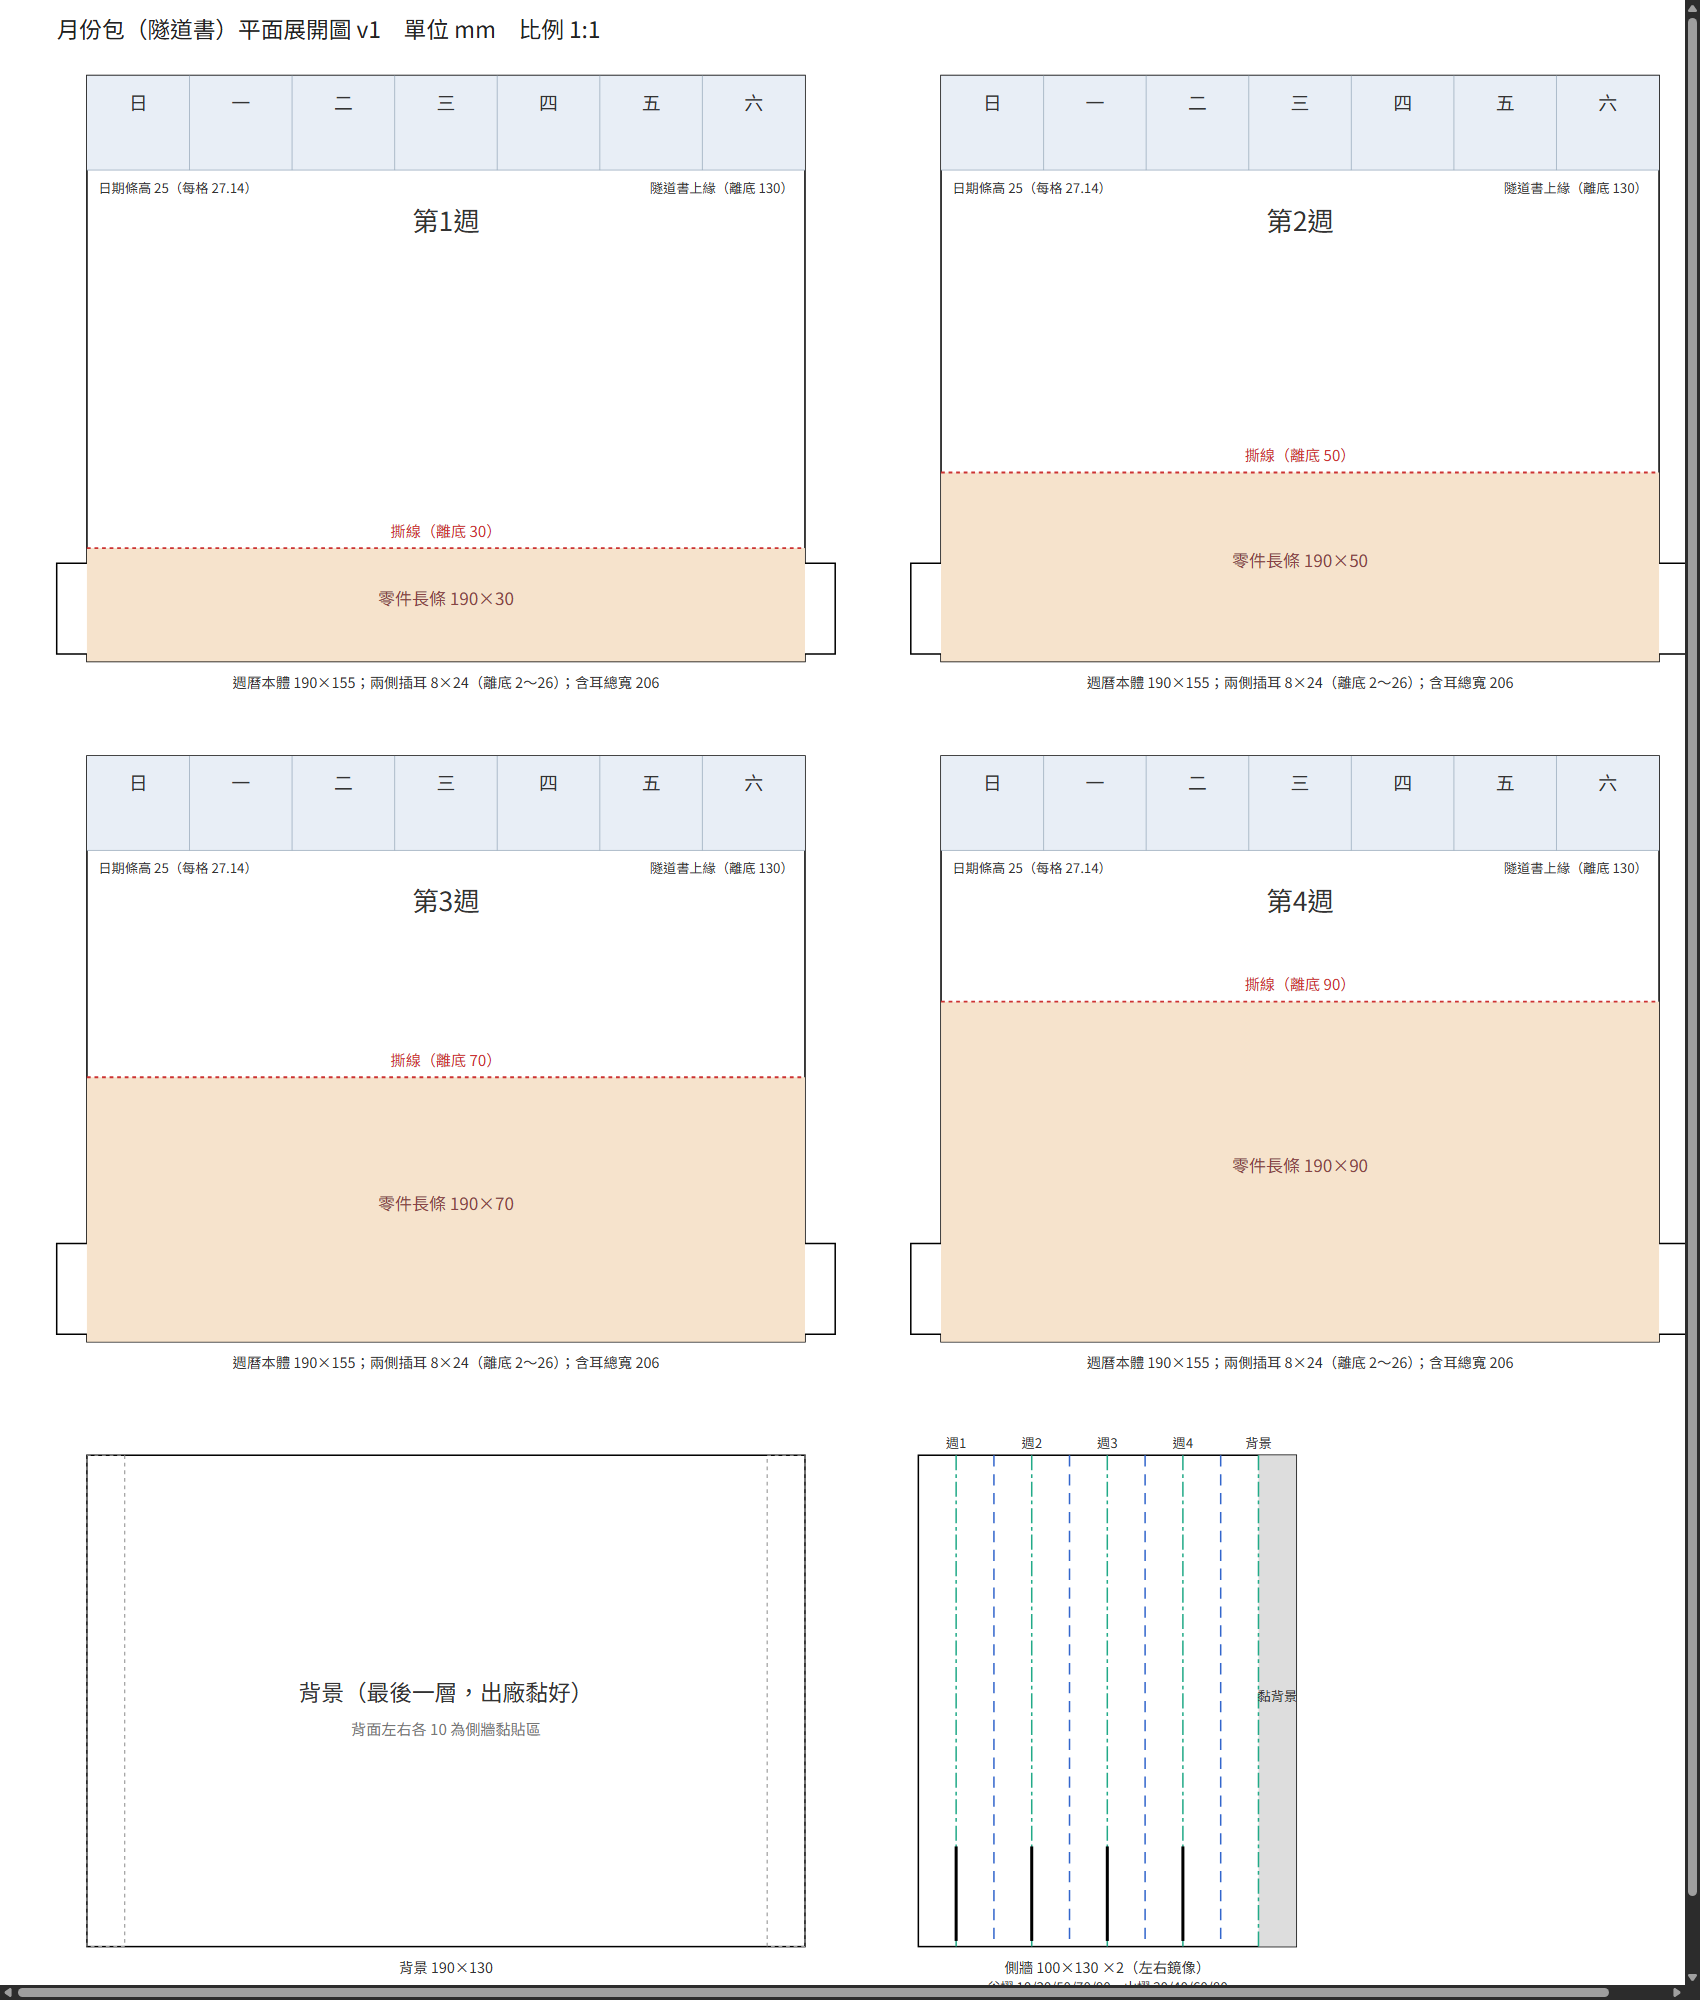 月份包（隧道書）平面展開圖 v1　單位 mm　比例 1:1
日 一 二 三 四 五 六
日期條高 25（每格 27.14）
隧道書上緣（離底 130）
第1週
撕線（離底 30）
零件長條 190×30
週曆本體 190×155；兩側插耳 8×24（離底 2～26）；含耳總寬 206
日 一 二 三 四 五 六
日期條高 25（每格 27.14）
隧道書上緣（離底 130）
第2週
撕線（離底 50）
零件長條 190×50
週曆本體 190×155；兩側插耳 8×24（離底 2～26）；含耳總寬 206
日 一 二 三 四 五 六
日期條高 25（每格 27.14）
隧道書上緣（離底 130）
第3週
撕線（離底 70）
零件長條 190×70
週曆本體 190×155；兩側插耳 8×24（離底 2～26）；含耳總寬 206
日 一 二 三 四 五 六
日期條高 25（每格 27.14）
隧道書上緣（離底 130）
第4週
撕線（離底 90）
零件長條 190×90
週曆本體 190×155；兩側插耳 8×24（離底 2～26）；含耳總寬 206
背景（最後一層，出廠黏好）
背面左右各 10 為側牆黏貼區
背景 190×130
週1 週2 週3 週4 背景
黏背景
側牆 100×130 ×2（左右鏡像）